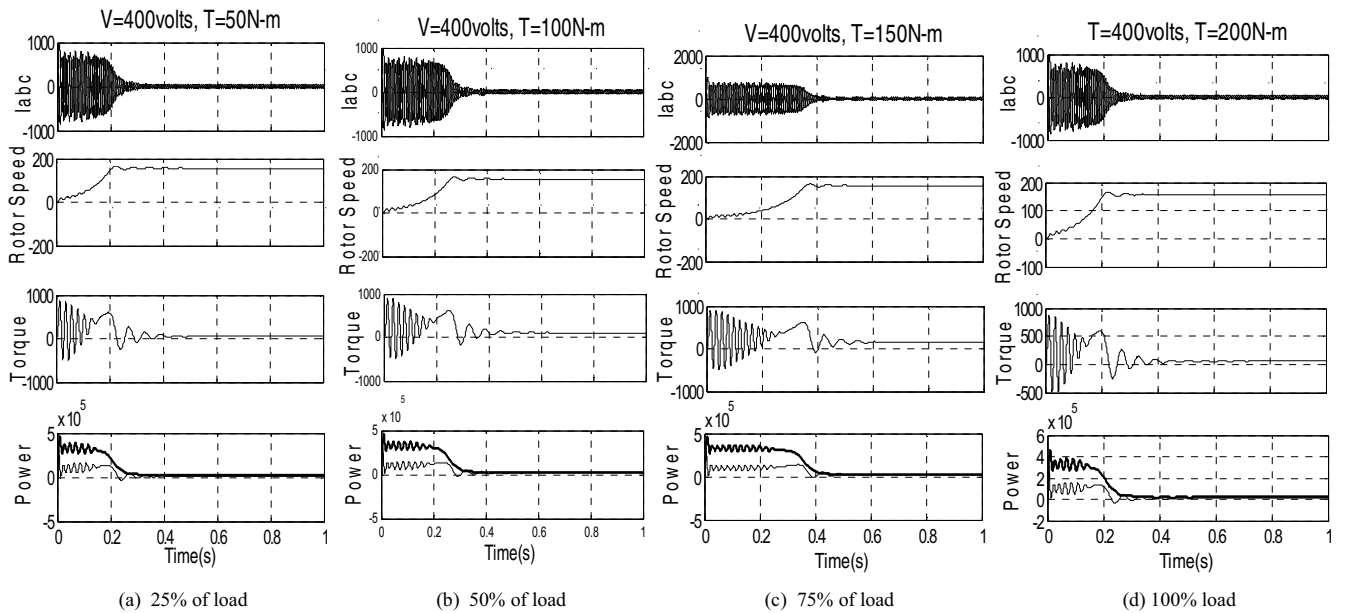 V=400volts, T=50N-m
1000
0
-1000
Iabc
200
0
-200
Rotor Speed
1000
0
-1000
Torque
x 10
5
5
0
5
Power
0 0.2 0.4 0.6 0.8 1
Time(s)
(a) 25% of load
V=400volts, T=100N-m
1000
0
-1000
Iabc
200
0
-200
Rotor Speed
1000
0
-1000
Torque
x 10
5
5
0
-5
Power
0 0.2 0.4 0.6 0.8 1
Time(s)
(b) 50% of load
V=400volts, T=150N-m
2000
0
-2000
Iabc
200
0
-200
Rotor Speed
1000
0
-1000
Torque
x 10
5
5
0
5
Power
0 0.2 0.4 0.6 0.8 1
Time(s)
(c) 75% of load
T=400volts, T=200N-m
1000
0
-1000
Iabc
200
100
0
-100
Rotor Speed
1000
500
0
-500
Torque
x 10
5
6
4
2
0
-2
Power
0 0.2 0.4 0.6 0.8 1
Time(s)
(d) 100% of load